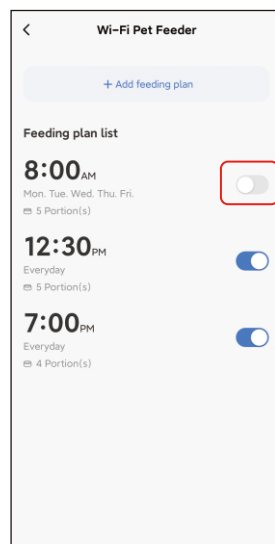 Wi-Fi Pet Feeder
+ Add feeding plan
Feeding plan list
8:00AM
Mon. Tue. Wed. Thu. Fri.
5 Portion(s)
12:30PM
Everyday
5 Portion(s)
7:00PM
Everyday
4 Portion(s)